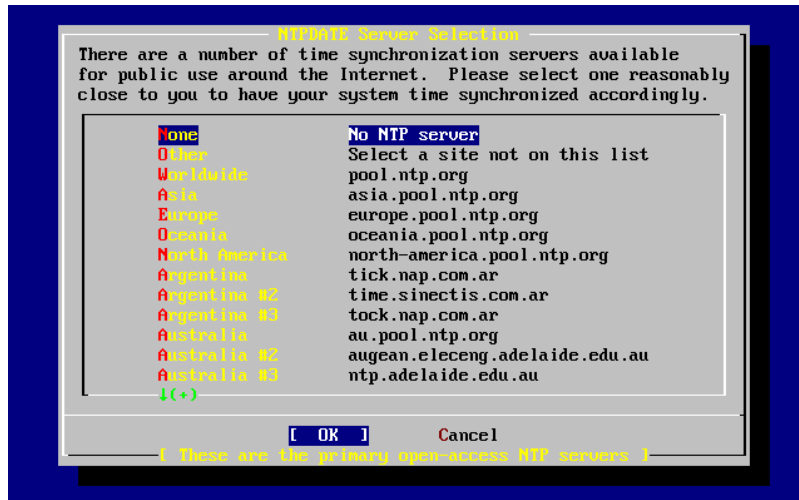 NTPDATE Server Selection
There are a number of time synchronization servers available
for public use around the Internet.  Please select one reasonably
close to you to have your system time synchronized accordingly.
None No NTP server
Other Select a site not on this list
Worldwide pool.ntp.org
Asia asia.pool.ntp.org
Europe europe.pool.ntp.org
Oceania oceania.pool.ntp.org
North America north-america.pool.ntp.org
Argentina tick.nap.com.ar
Argentina #2 time.sinectis.com.ar
Argentina #3 tock.nap.com.ar
Australia au.pool.ntp.org
Australia #2 augean.eleceng.adelaide.edu.au
Australia #3 ntp.adelaide.edu.au
↓(+)
[ OK ] Cancel
[ These are the primary open-access NTP servers ]